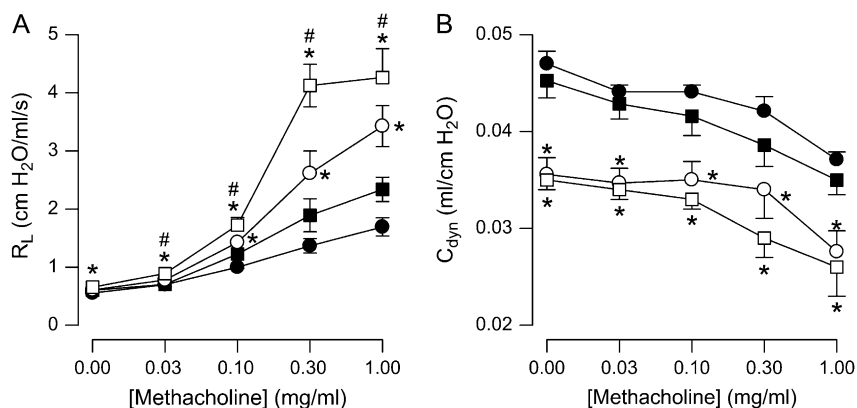 A
B
5
4
3
2
1
0
R_L (cm H₂O/ml/s)
# *
# *
# *
# *
*
*
*
*
0.00 0.03 0.10 0.30 1.00
[Methacholine] (mg/ml)
0.05
0.04
0.03
0.02
C_dyn (ml/cm H₂O)
* * * * *
* * * * *
0.00 0.03 0.10 0.30 1.00
[Methacholine] (mg/ml)